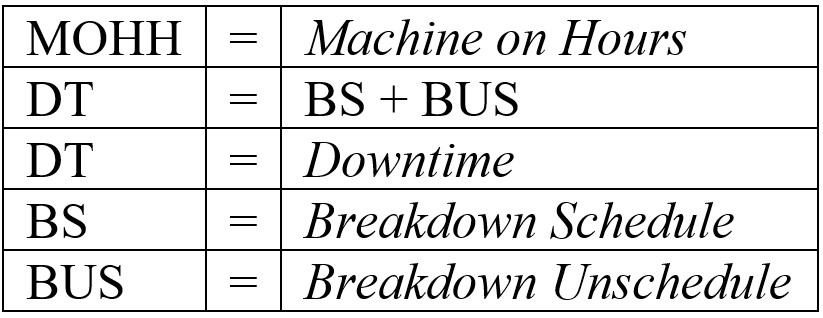 MOHH = Machine on Hours
DT = BS + BUS
DT = Downtime
BS = Breakdown Schedule
BUS = Breakdown Unschedule